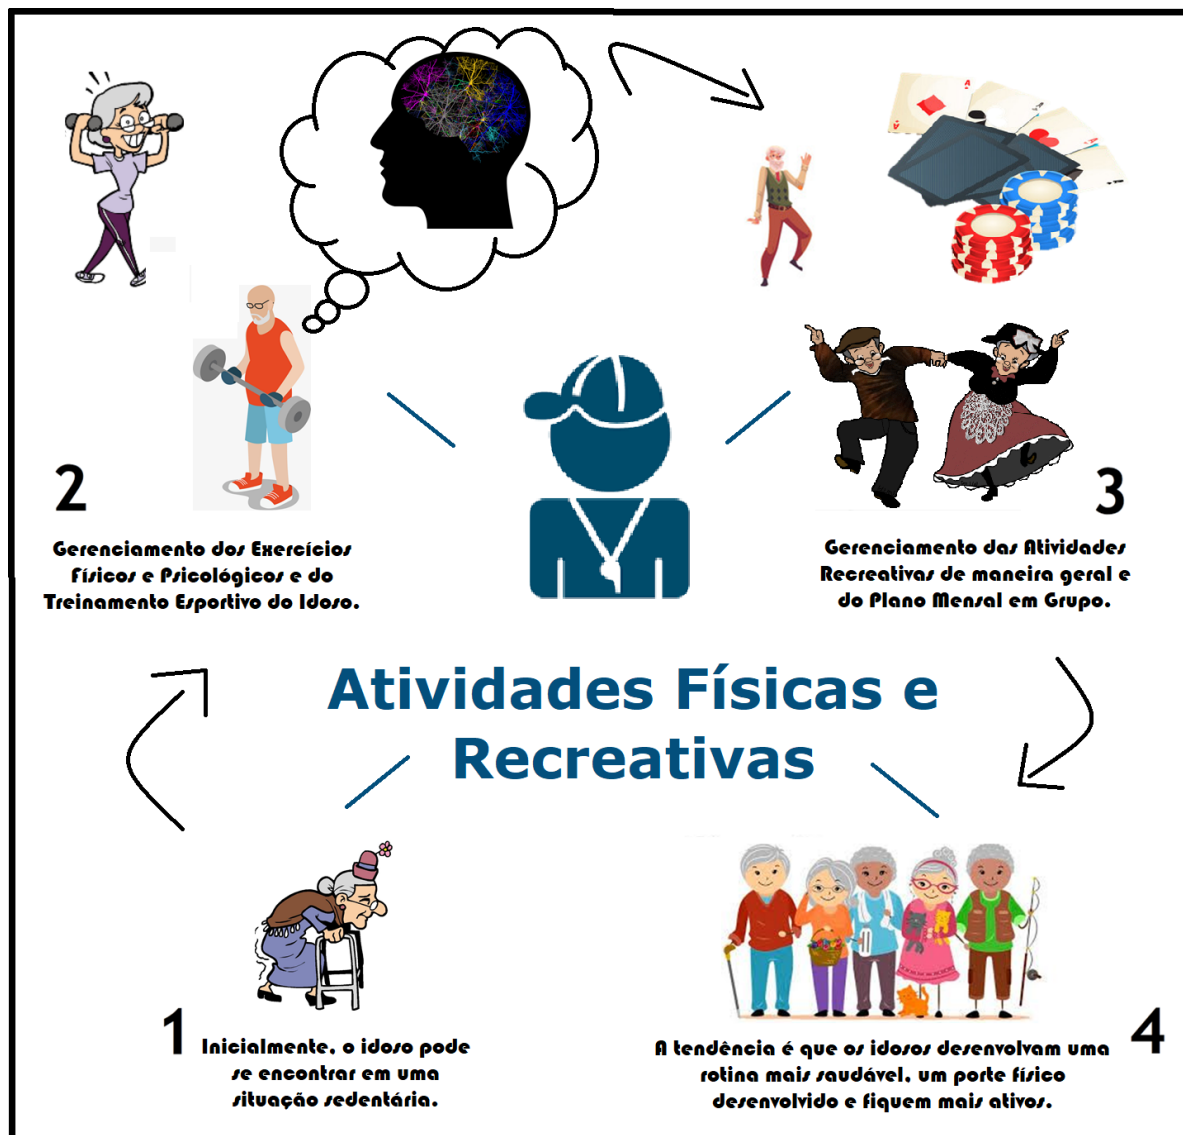 2
Gerenciamento dos Exercícios
Físicos e Psicológicos e do
Treinamento Esportivo do Idoso.
3
Gerenciamento das Atividades
Recreativas de maneira geral e
do Plano Mensal em Grupo.
Atividades Físicas e
Recreativas
1
Inicialmente, o idoso pode
se encontrar em uma
situação sedentária.
4
A tendência é que os idosos desenvolvam uma
rotina mais saudável, um porte físico
desenvolvido e fiquem mais ativos.